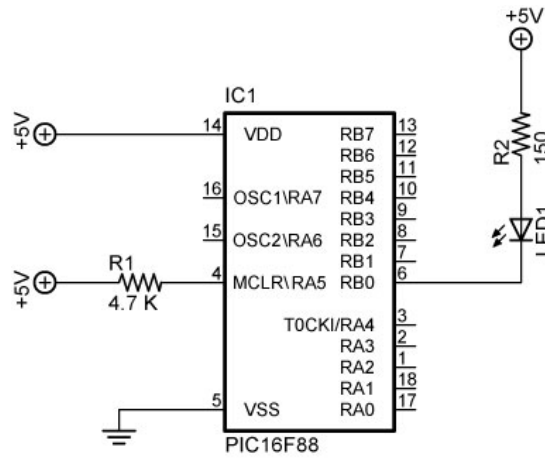 +5V
IC1
+5V
14 VDD RB7 13
RB6 12
RB5 11
16 OSC1\RA7 RB4 10
RB3 9
15 OSC2\RA6 RB2 8
RB1 7
+5V R1 4.7 K 4 MCLR\RA5 RB0 6
T0CKI/RA4 3
RA3 2
RA2 1
RA1 18
5 VSS RA0 17
PIC16F88
R2 150
LED1